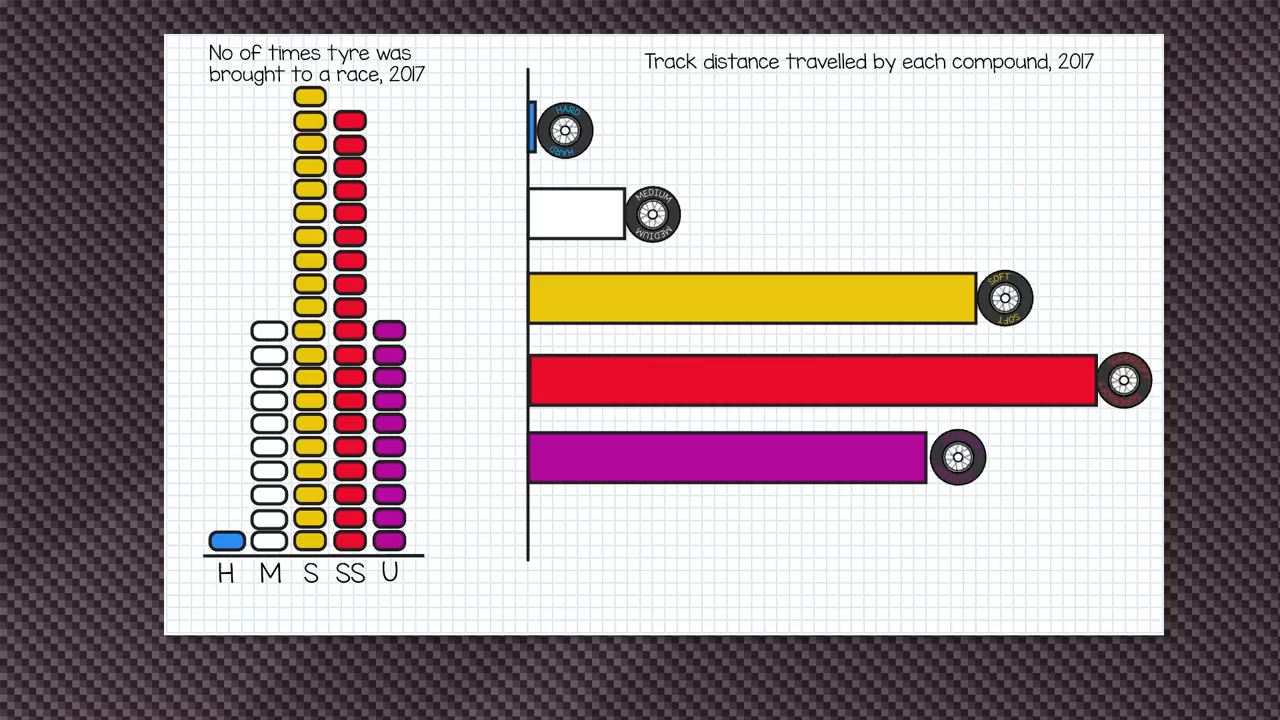 No of times tyre was
brought to a race, 2017
Track distance travelled by each compound, 2017
HARD
HARD
MEDIUM
MEDIUM
SOFT
SOFT
H M S SS U